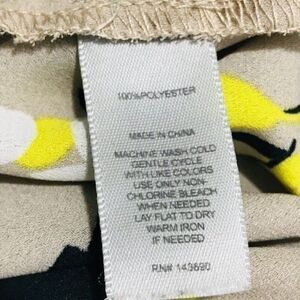 100%POLYESTER
MADE IN CHINA
MACHINE WASH COLD
GENTLE CYCLE
WITH LIKE COLORS
USE ONLY NON-
CHLORINE BLEACH
WHEN NEEDED
LAY FLAT TO DRY
WARM IRON
IF NEEDED
RN# 143690